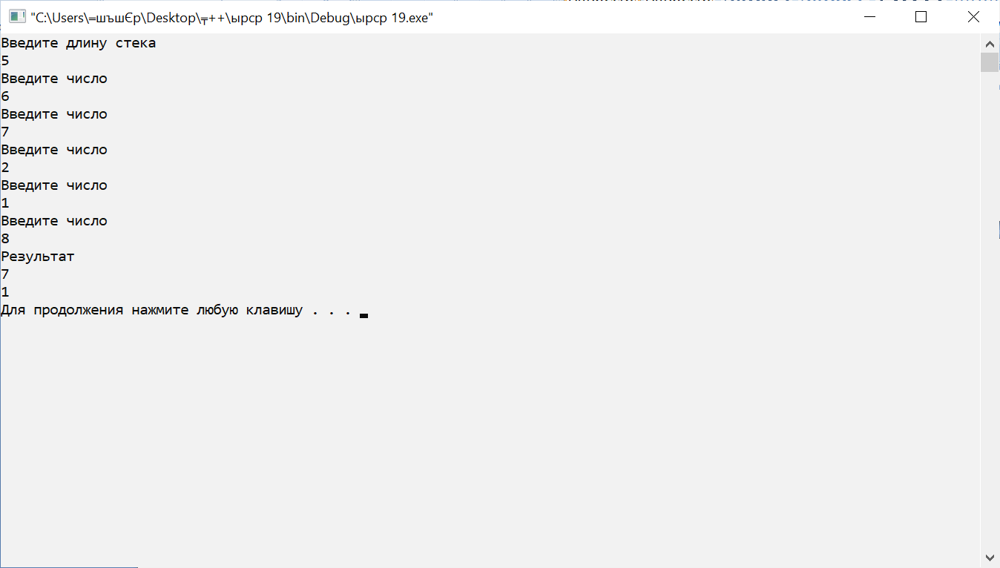 "C:\Users\═шъшЄр\Desktop\╤++\ырср 19\bin\Debug\ырср 19.exe"
Введите длину стека
5
Введите число
6
Введите число
7
Введите число
2
Введите число
1
Введите число
8
Результат
7
1
Для продолжения нажмите любую клавишу . . .